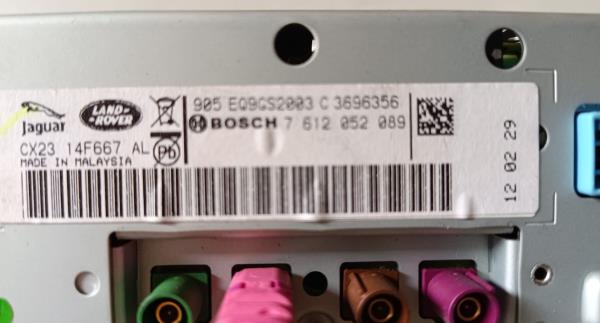 905 EQ9GS2003 C 3696356
BOSCH 7 612 052 089
Jaguar
LAND-ROVER
Pb
CX23 14F667 AL
MADE IN MALAYSIA
12 02 29